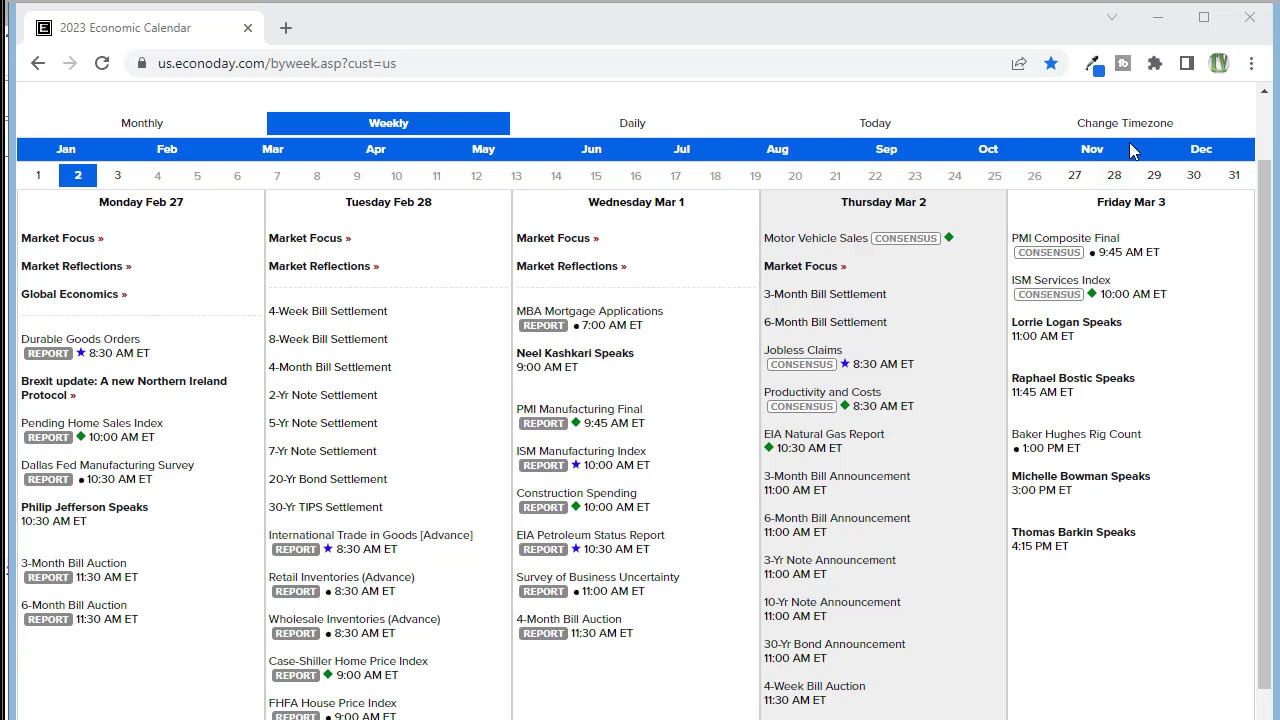 2023 Economic Calendar
us.econoday.com/byweek.asp?cust=us
Monthly Weekly Daily Today Change Timezone
Jan Feb Mar Apr May Jun Jul Aug Sep Oct Nov Dec
1 2 3 4 5 6 7 8 9 10 11 12 13 14 15 16 17 18 19 20 21 22 23 24 25 26 27 28 29 30 31
Monday Feb 27
Market Focus »
Market Reflections »
Global Economics »
Durable Goods Orders
REPORT ★ 8:30 AM ET
Brexit update: A new Northern Ireland
Protocol »
Pending Home Sales Index
REPORT ◆ 10:00 AM ET
Dallas Fed Manufacturing Survey
REPORT ● 10:30 AM ET
Philip Jefferson Speaks
10:30 AM ET
3-Month Bill Auction
REPORT 11:30 AM ET
6-Month Bill Auction
REPORT 11:30 AM ET
Tuesday Feb 28
Market Focus »
Market Reflections »
4-Week Bill Settlement
8-Week Bill Settlement
4-Month Bill Settlement
2-Yr Note Settlement
5-Yr Note Settlement
7-Yr Note Settlement
20-Yr Bond Settlement
30-Yr TIPS Settlement
International Trade in Goods [Advance]
REPORT ★ 8:30 AM ET
Retail Inventories (Advance)
REPORT ● 8:30 AM ET
Wholesale Inventories (Advance)
REPORT ● 8:30 AM ET
Case-Shiller Home Price Index
REPORT ◆ 9:00 AM ET
FHFA House Price Index
REPORT ● 9:00 AM ET
Wednesday Mar 1
Market Focus »
Market Reflections »
MBA Mortgage Applications
REPORT ● 7:00 AM ET
Neel Kashkari Speaks
9:00 AM ET
PMI Manufacturing Final
REPORT ◆ 9:45 AM ET
ISM Manufacturing Index
REPORT ★ 10:00 AM ET
Construction Spending
REPORT ◆ 10:00 AM ET
EIA Petroleum Status Report
REPORT ★ 10:30 AM ET
Survey of Business Uncertainty
REPORT ● 11:00 AM ET
4-Month Bill Auction
REPORT 11:30 AM ET
Thursday Mar 2
Motor Vehicle Sales CONSENSUS ◆
Market Focus »
3-Month Bill Settlement
6-Month Bill Settlement
Jobless Claims
CONSENSUS ★ 8:30 AM ET
Productivity and Costs
CONSENSUS ◆ 8:30 AM ET
EIA Natural Gas Report
◆ 10:30 AM ET
3-Month Bill Announcement
11:00 AM ET
6-Month Bill Announcement
11:00 AM ET
3-Yr Note Announcement
11:00 AM ET
10-Yr Note Announcement
11:00 AM ET
30-Yr Bond Announcement
11:00 AM ET
4-Week Bill Auction
11:30 AM ET
Friday Mar 3
PMI Composite Final
CONSENSUS ● 9:45 AM ET
ISM Services Index
CONSENSUS ◆ 10:00 AM ET
Lorrie Logan Speaks
11:00 AM ET
Raphael Bostic Speaks
11:45 AM ET
Baker Hughes Rig Count
● 1:00 PM ET
Michelle Bowman Speaks
3:00 PM ET
Thomas Barkin Speaks
4:15 PM ET